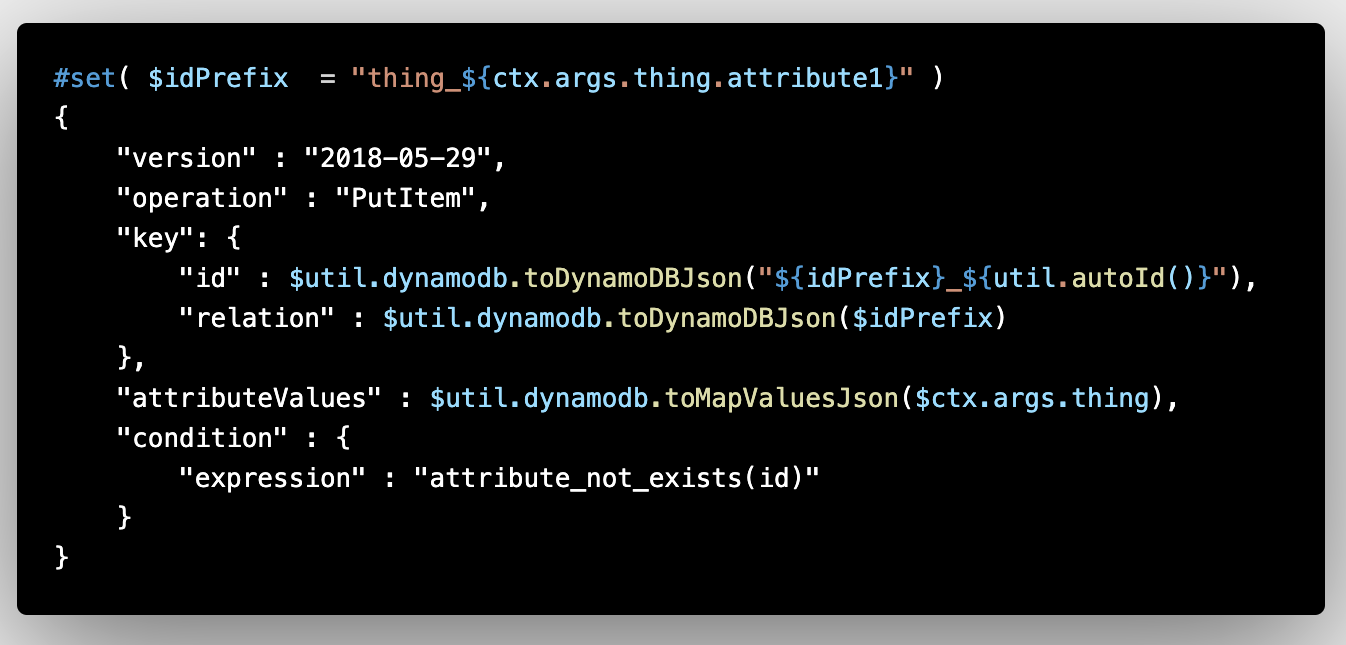 #set( $idPrefix  = "thing_${ctx.args.thing.attribute1}" )
{
    "version" : "2018-05-29",
    "operation" : "PutItem",
    "key": {
        "id" : $util.dynamodb.toDynamoDBJson("${idPrefix}_${util.autoId()}"),
        "relation" : $util.dynamodb.toDynamoDBJson($idPrefix)
    },
    "attributeValues" : $util.dynamodb.toMapValuesJson($ctx.args.thing),
    "condition" : {
        "expression" : "attribute_not_exists(id)"
    }
}